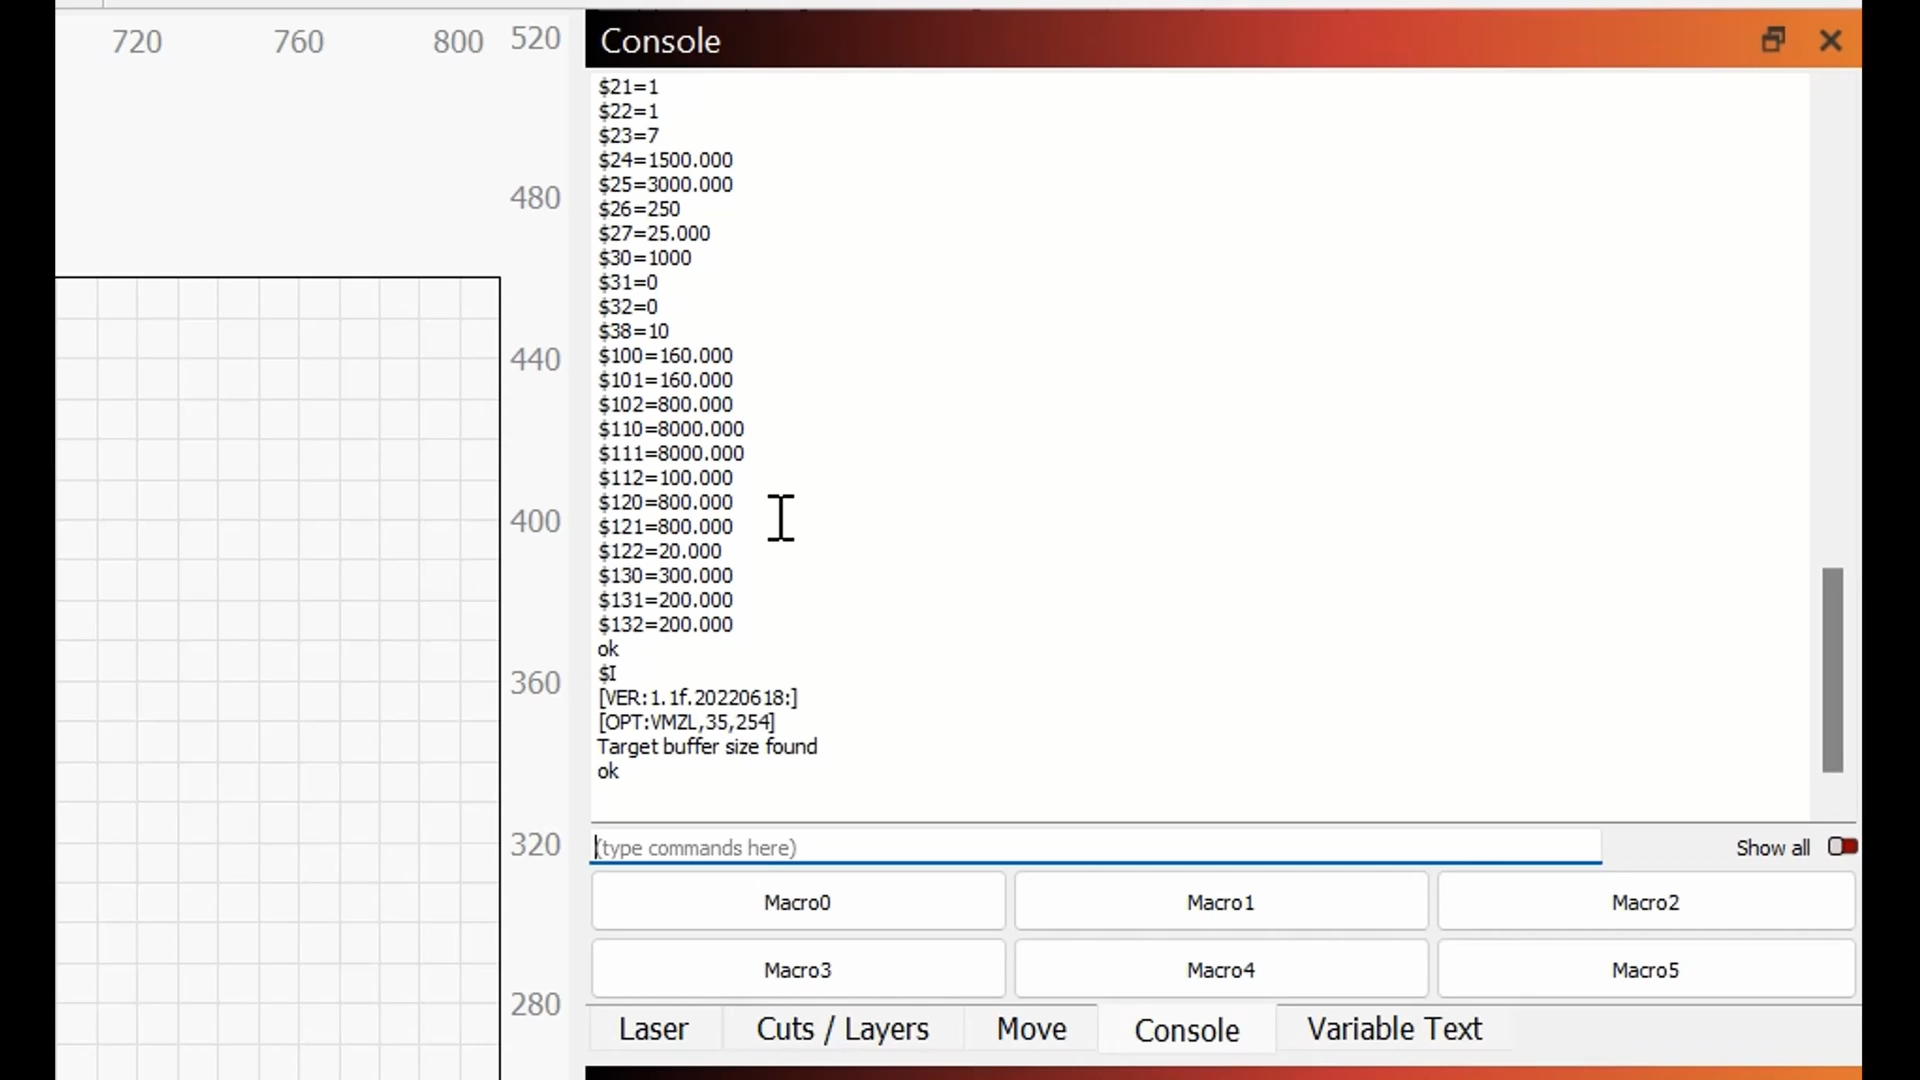 720 760 800 520
480
440
400
360
320
280
Console
$21=1
$22=1
$23=7
$24=1500.000
$25=3000.000
$26=250
$27=25.000
$30=1000
$31=0
$32=0
$38=10
$100=160.000
$101=160.000
$102=800.000
$110=8000.000
$111=8000.000
$112=100.000
$120=800.000
$121=800.000
$122=20.000
$130=300.000
$131=200.000
$132=200.000
ok
$I
[VER:1.1f.20220618:]
[OPT:VMZL,35,254]
Target buffer size found
ok
(type commands here) Show all
Macro0 Macro1 Macro2
Macro3 Macro4 Macro5
Laser Cuts / Layers Move Console Variable Text